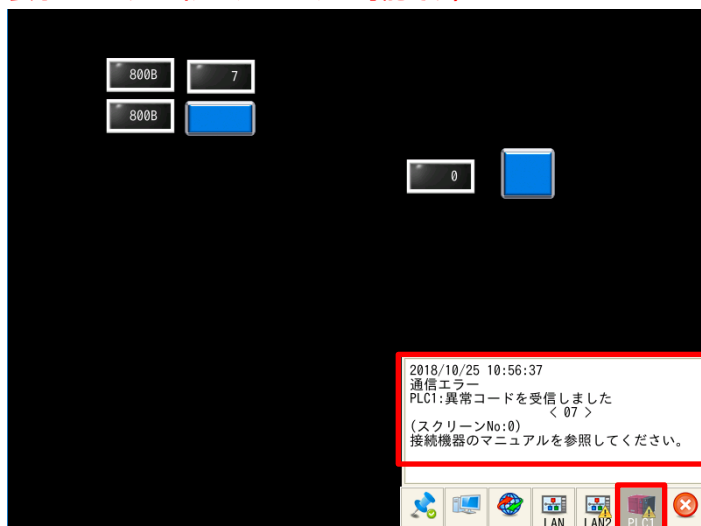 800B 7
800B
0
2018/10/25 10:56:37
通信エラー
PLC1:異常コードを受信しました
< 07 >
(スクリーンNo:0)
接続機器のマニュアルを参照してください。
LAN LAN2 PLC1